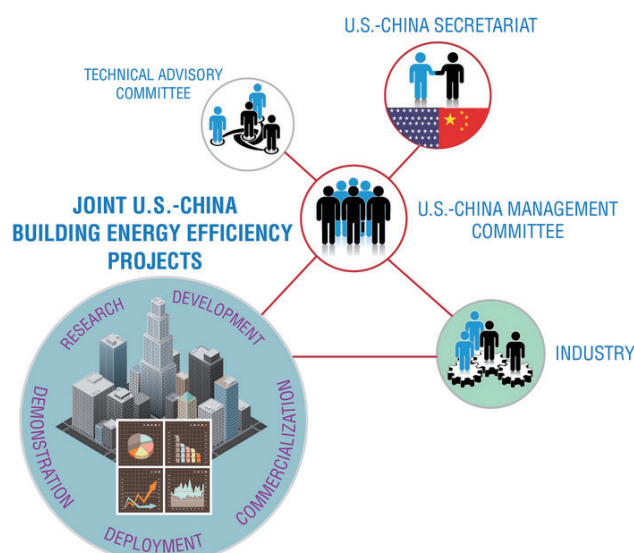 U.S.-CHINA SECRETARIAT
TECHNICAL ADVISORY
COMMITTEE
JOINT U.S.-CHINA
BUILDING ENERGY EFFICIENCY
PROJECTS
U.S.-CHINA MANAGEMENT
COMMITTEE
RESEARCH
DEVELOPMENT
INDUSTRY
DEMONSTRATION
COMMERCIALIZATION
DEPLOYMENT